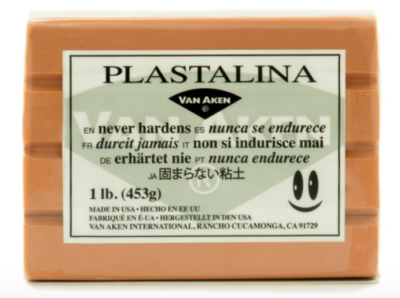 PLASTALINA
VAN AKEN
®
VAN AKEN
®
EN never hardens ES nunca se endurece
FR durcit jamais IT non si indurisce mai
DE erhärtet nie PT nunca endurece
JA 固まらない粘土
1 lb. (453g)
MADE IN USA • HECHO EN EE UU
FABRIQUÉ EN É-UA • HERGESTELLT IN DEN USA
VAN AKEN INTERNATIONAL, RANCHO CUCAMONGA, CA 91729